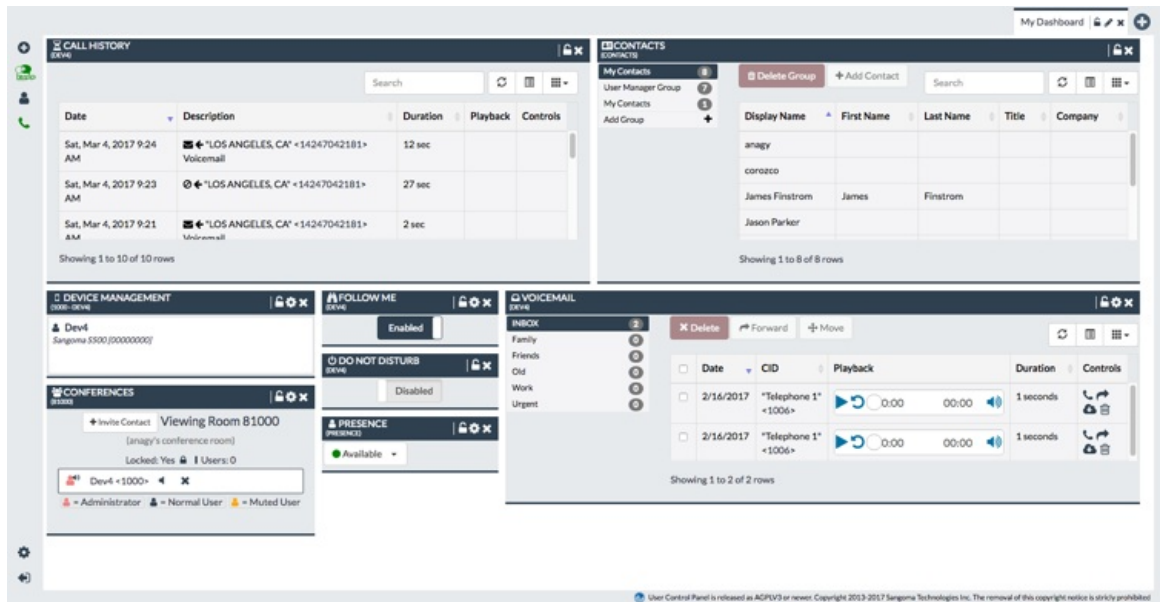 My Dashboard
CALL HISTORY
(DEV4)
Search
Date Description Duration Playback Controls
Sat, Mar 4, 2017 9:24 AM
"LOS ANGELES, CA" <14247042181> Voicemail
12 sec
Sat, Mar 4, 2017 9:23 AM
"LOS ANGELES, CA" <14247042181>
27 sec
Sat, Mar 4, 2017 9:21 AM
"LOS ANGELES, CA" <14247042181> Voicemail
2 sec
Showing 1 to 10 of 10 rows
CONTACTS
(CONTACTS)
My Contacts 8
User Manager Group 7
My Contacts 1
Add Group
Delete Group
Add Contact
Search
Display Name First Name Last Name Title Company
anagy
corozco
James Finstrom James Finstrom
Jason Parker
Showing 1 to 8 of 8 rows
DEVICE MANAGEMENT
(1000 - DEV4)
Dev4
Sangoma S500 [00000000]
FOLLOW ME
(DEV4)
Enabled
DO NOT DISTURB
(DEV4)
Disabled
PRESENCE
(PRESENCE)
Available
CONFERENCES
(81000)
Invite Contact Viewing Room 81000
(anagy's conference room)
Locked: Yes | Users: 0
Dev4 <1000>
= Administrator = Normal User = Muted User
VOICEMAIL
(DEV4)
INBOX 2
Family 0
Friends 0
Old 0
Work 0
Urgent 0
Delete Forward Move
Date CID Playback Duration Controls
2/16/2017 "Telephone 1" <1006> 0:00 00:00 1 seconds
2/16/2017 "Telephone 1" <1006> 0:00 00:00 1 seconds
Showing 1 to 2 of 2 rows
User Control Panel is released as AGPLV3 or newer. Copyright 2013-2017 Sangoma Technologies Inc. The removal of this copyright notice is stricly prohibited